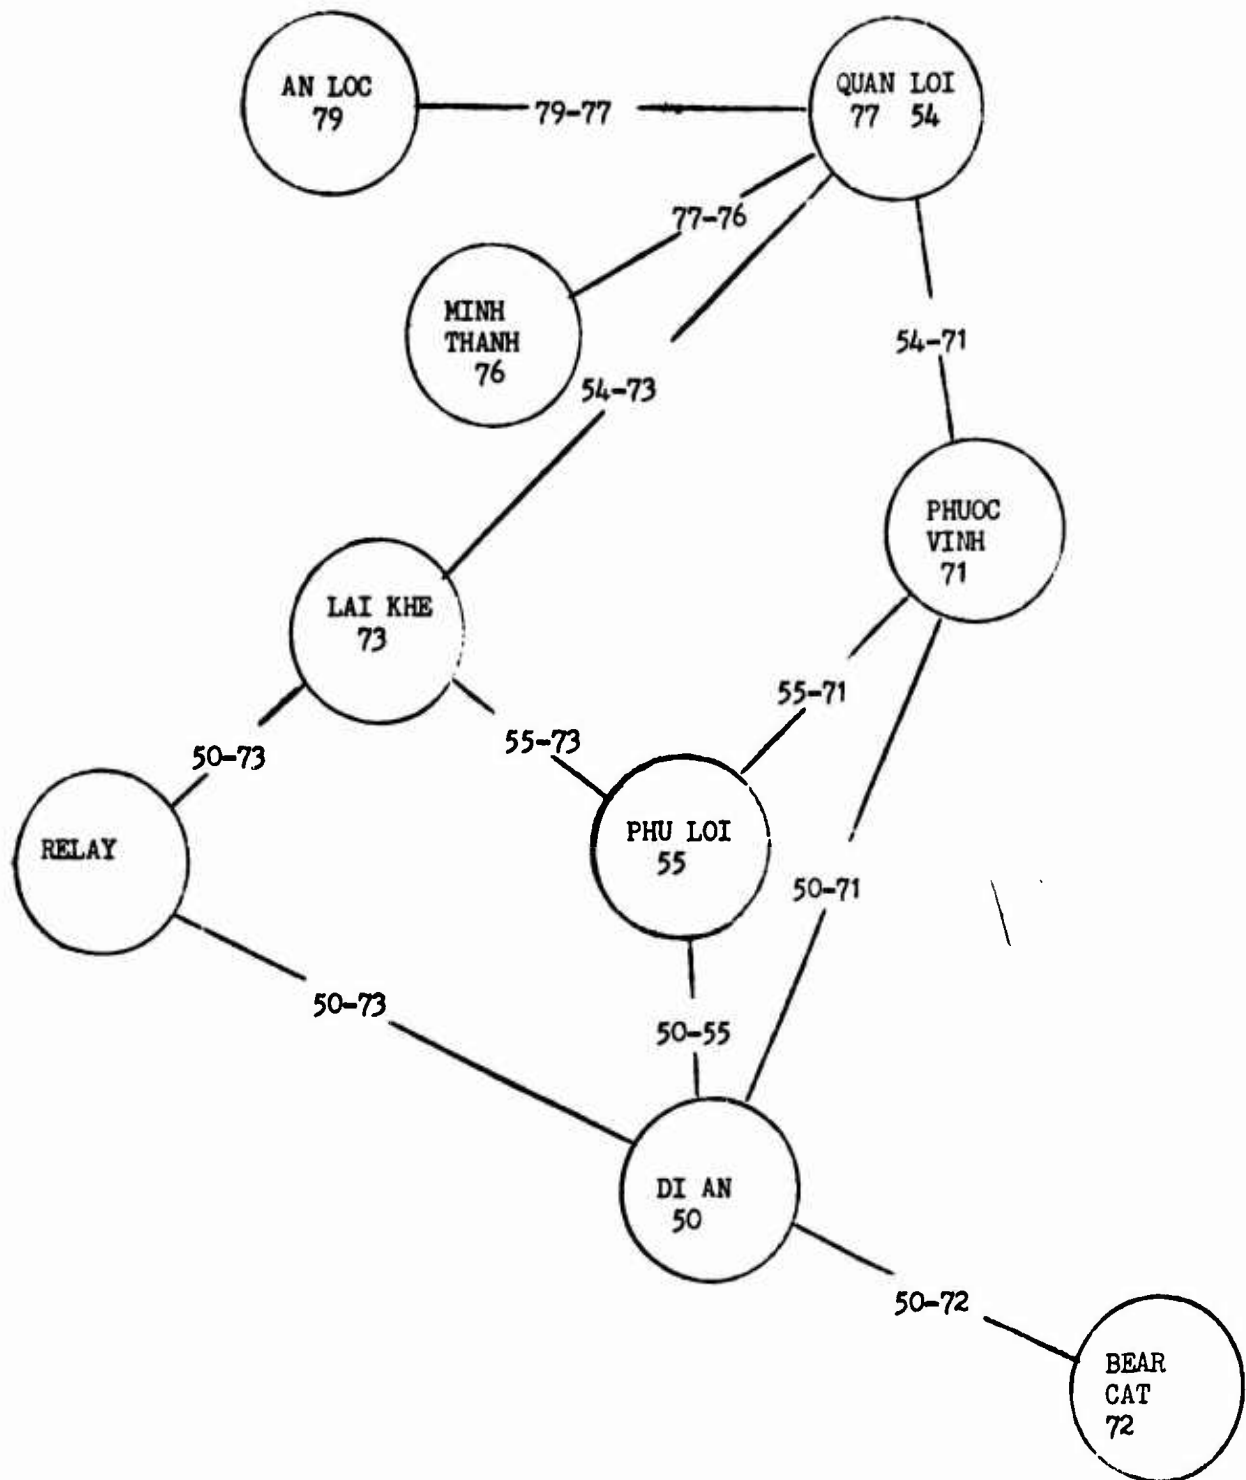 AN LOC
79
79-77
QUAN LOI
77 54
77-76
MINH
THANH
76
54-73
54-71
PHUOC
VINH
71
LAI KHE
73
55-71
50-73
55-73
RELAY
PHU LOI
55
50-71
50-73
50-55
DI AN
50
50-72
BEAR
CAT
72